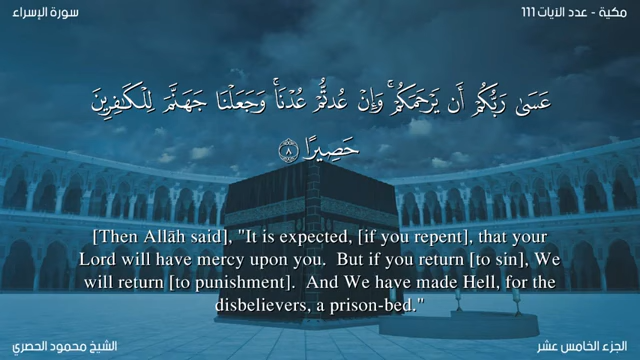 سورة الإسراء
مكية - عدد الآيات 111
عَسَىٰ رَبُّكُمْ أَن يَرْحَمَكُمْ ۚ وَإِنْ عُدتُّمْ عُدْنَا ۘ وَجَعَلْنَا جَهَنَّمَ لِلْكَٰفِرِينَ
حَصِيرًا ۝٨
[Then Allāh said], "It is expected, [if you repent], that your
Lord will have mercy upon you.  But if you return [to sin], We
will return [to punishment].  And We have made Hell, for the
disbelievers, a prison-bed."
الشيخ محمود الحصري
الجزء الخامس عشر